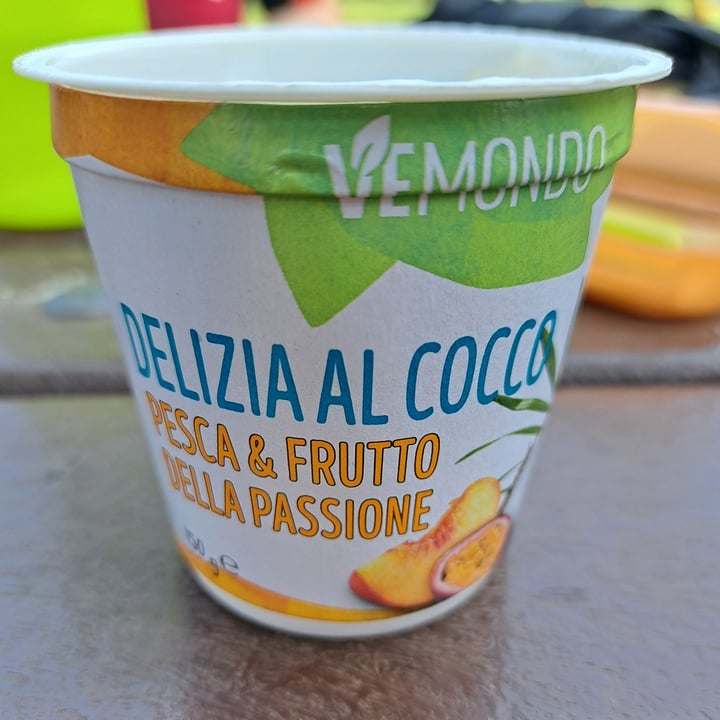 VEMONDO
DELIZIA AL COCCO
PESCA & FRUTTO
DELLA PASSIONE
150 g ℮